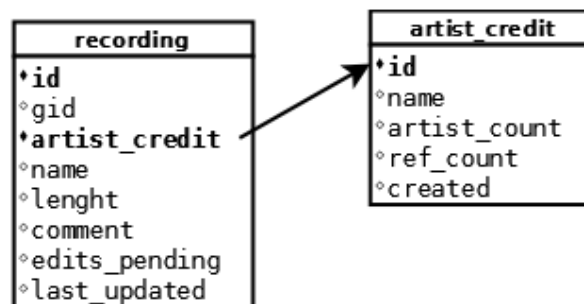 recording
id
gid
artist_credit
name
lenght
comment
edits_pending
last_updated
artist_credit
id
name
artist_count
ref_count
created